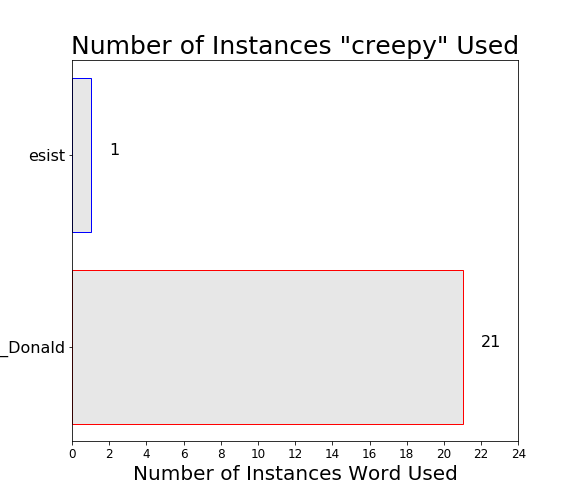 Number of Instances "creepy" Used
esist
1
_Donald
21
0 2 4 6 8 10 12 14 16 18 20 22 24
Number of Instances Word Used